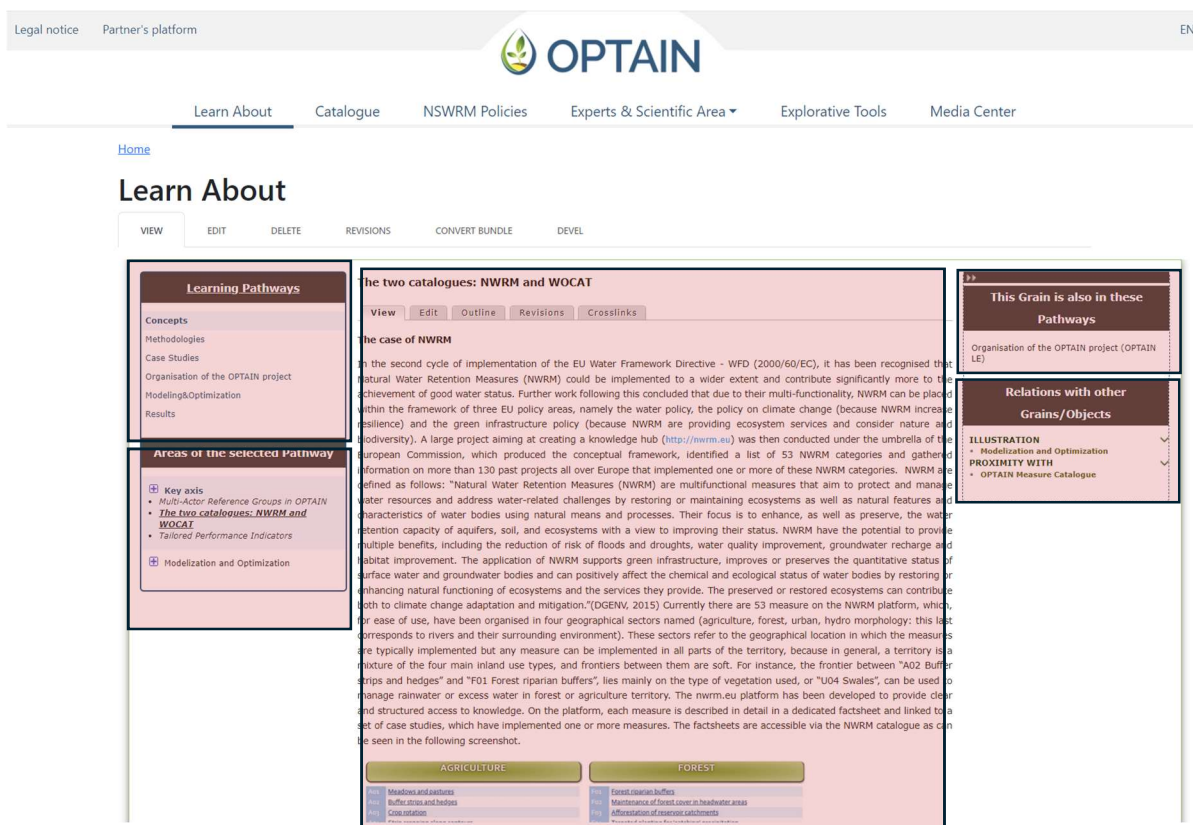 Legal notice Partner's platform
OPTAIN
EN
Learn About Catalogue NSWRM Policies Experts & Scientific Area Explorative Tools Media Center
Home
Learn About
VIEW EDIT DELETE REVISIONS CONVERT BUNDLE DEVEL
Learning Pathways
Concepts
Methodologies
Case Studies
Organisation of the OPTAIN project
Modeling&Optimization
Results
Areas of the selected Pathway
Key axis
Multi-Actor Reference Groups in OPTAIN
The two catalogues: NWRM and
WOCAT
Tailored Performance Indicators
Modelization and Optimization
The two catalogues: NWRM and WOCAT
View Edit Outline Revisions Crosslinks
The case of NWRM
In the second cycle of implementation of the EU Water Framework Directive - WFD (2000/60/EC), it has been recognised that
Natural Water Retention Measures (NWRM) could be implemented to a wider extent and contribute significantly more to the
achievement of good water status. Further work following this concluded that due to their multi-functionality, NWRM can be placed
within the framework of three EU policy areas, namely the water policy, the policy on climate change (because NWRM increase
resilience) and the green infrastructure policy (because NWRM are providing ecosystem services and consider nature and
biodiversity). A large project aiming at creating a knowledge hub (http://nwrm.eu) was then conducted under the umbrella of the
European Commission, which produced the conceptual framework, identified a list of 53 NWRM categories and gathered
information on more than 130 past projects all over Europe that implemented one or more of these NWRM categories. NWRM are
defined as follows: “Natural Water Retention Measures (NWRM) are multifunctional measures that aim to protect and manage
water resources and address water-related challenges by restoring or maintaining ecosystems as well as natural features and
characteristics of water bodies using natural means and processes. Their focus is to enhance, as well as preserve, the water
retention capacity of aquifers, soil, and ecosystems with a view to improving their status. NWRM have the potential to provide
multiple benefits, including the reduction of risk of floods and droughts, water quality improvement, groundwater recharge and
habitat improvement. The application of NWRM supports green infrastructure, improves or preserves the quantitative status of
surface water and groundwater bodies and can positively affect the chemical and ecological status of water bodies by restoring or
enhancing natural functioning of ecosystems and the services they provide. The preserved or restored ecosystems can contribute
both to climate change adaptation and mitigation.”(DGENV, 2015) Currently there are 53 measure on the NWRM platform, which,
for ease of use, have been organised in four geographical sectors named (agriculture, forest, urban, hydro morphology: this last
corresponds to rivers and their surrounding environment). These sectors refer to the geographical location in which the measures
are typically implemented but any measure can be implemented in all parts of the territory, because in general, a territory is a
mixture of the four main inland use types, and frontiers between them are soft. For instance, the frontier between “A02 Buffer
strips and hedges” and “F01 Forest riparian buffers”, lies mainly on the type of vegetation used, or “U04 Swales”, can be used to
manage rainwater or excess water in forest or agriculture territory. The nwrm.eu platform has been developed to provide clear
and structured access to knowledge. On the platform, each measure is described in detail in a dedicated factsheet and linked to a
set of case studies, which have implemented one or more measures. The factsheets are accessible via the NWRM catalogue as can
be seen in the following screenshot.
AGRICULTURE FOREST
Meadows and pastures Forest riparian buffers
Buffer strips and hedges Maintenance of forest cover in headwater areas
Crop rotation Afforestation of reservoir catchments
This Grain is also in these
Pathways
Organisation of the OPTAIN project (OPTAIN
LE)
Relations with other
Grains/Objects
ILLUSTRATION
Modelization and Optimization
PROXIMITY WITH
OPTAIN Measure Catalogue